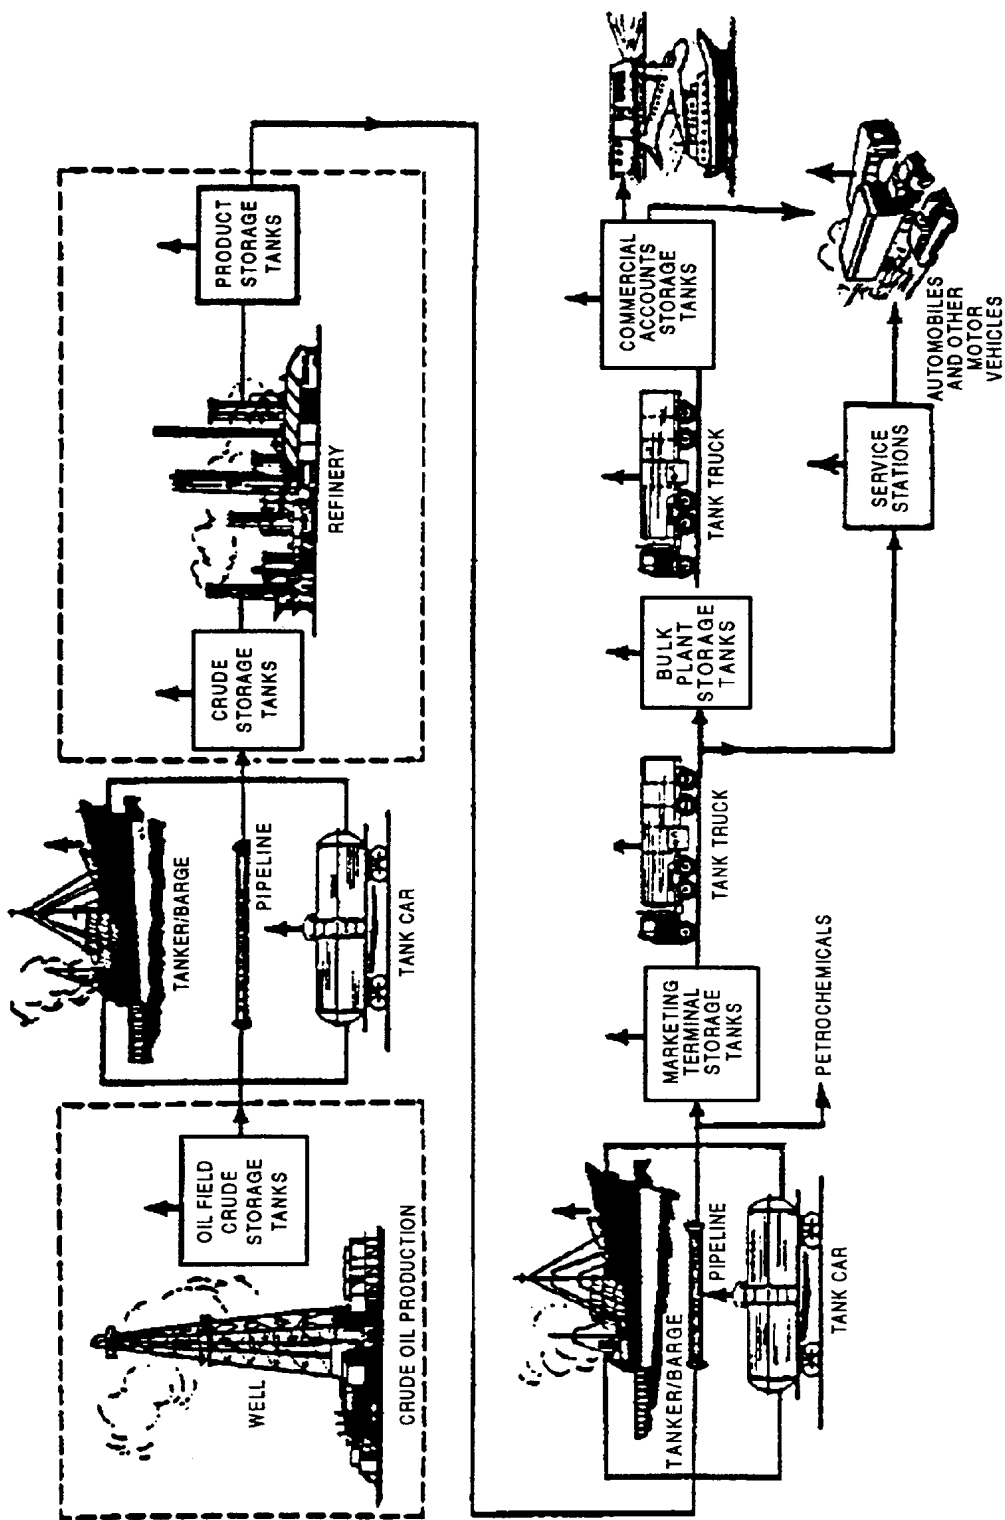 WELL
OIL FIELD
CRUDE
STORAGE
TANKS
CRUDE OIL PRODUCTION
TANKER/BARGE
PIPELINE
TANK CAR
CRUDE
STORAGE
TANKS
REFINERY
PRODUCT
STORAGE
TANKS
TANKER/BARGE
PIPELINE
TANK CAR
MARKETING
TERMINAL
STORAGE
TANKS
PETROCHEMICALS
TANK TRUCK
BULK
PLANT
STORAGE
TANKS
TANK TRUCK
COMMERCIAL
ACCOUNTS
STORAGE
TANKS
SERVICE
STATIONS
AUTOMOBILES
AND OTHER
MOTOR
VEHICLES